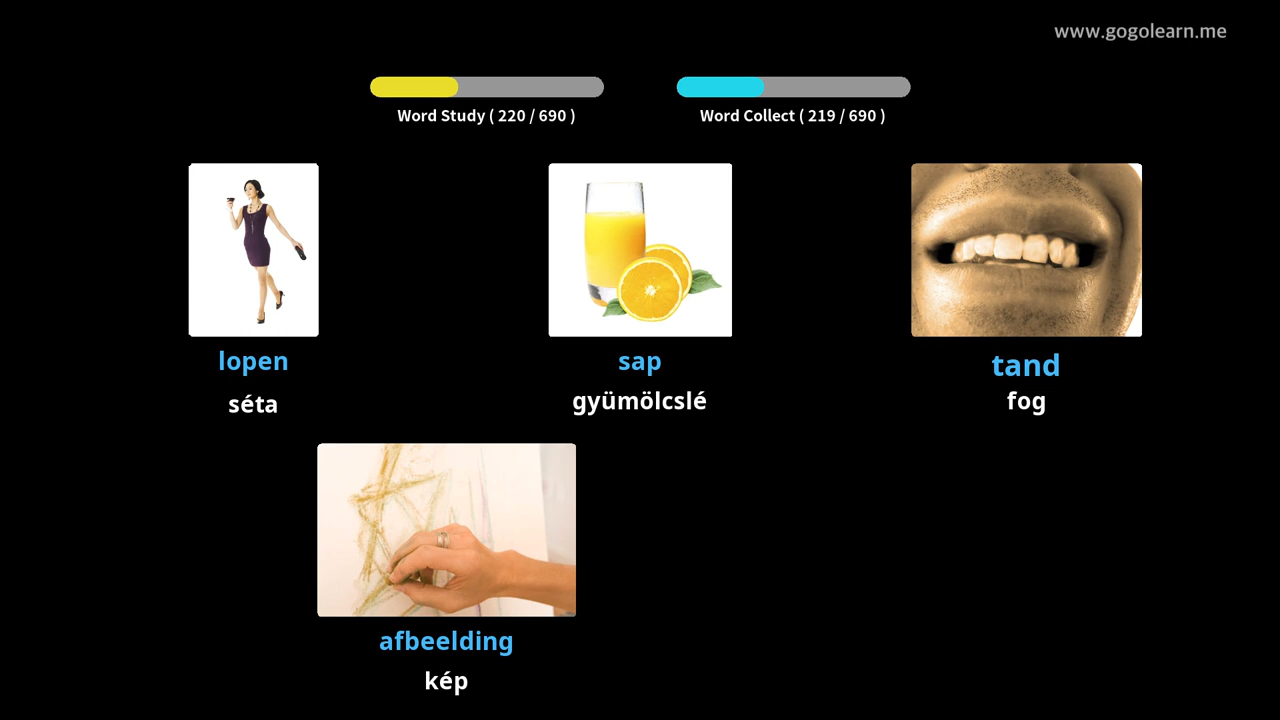 www.gogolearn.me
Word Study ( 220 / 690 )
Word Collect ( 219 / 690 )
lopen
séta
sap
gyümölcslé
tand
fog
afbeelding
kép